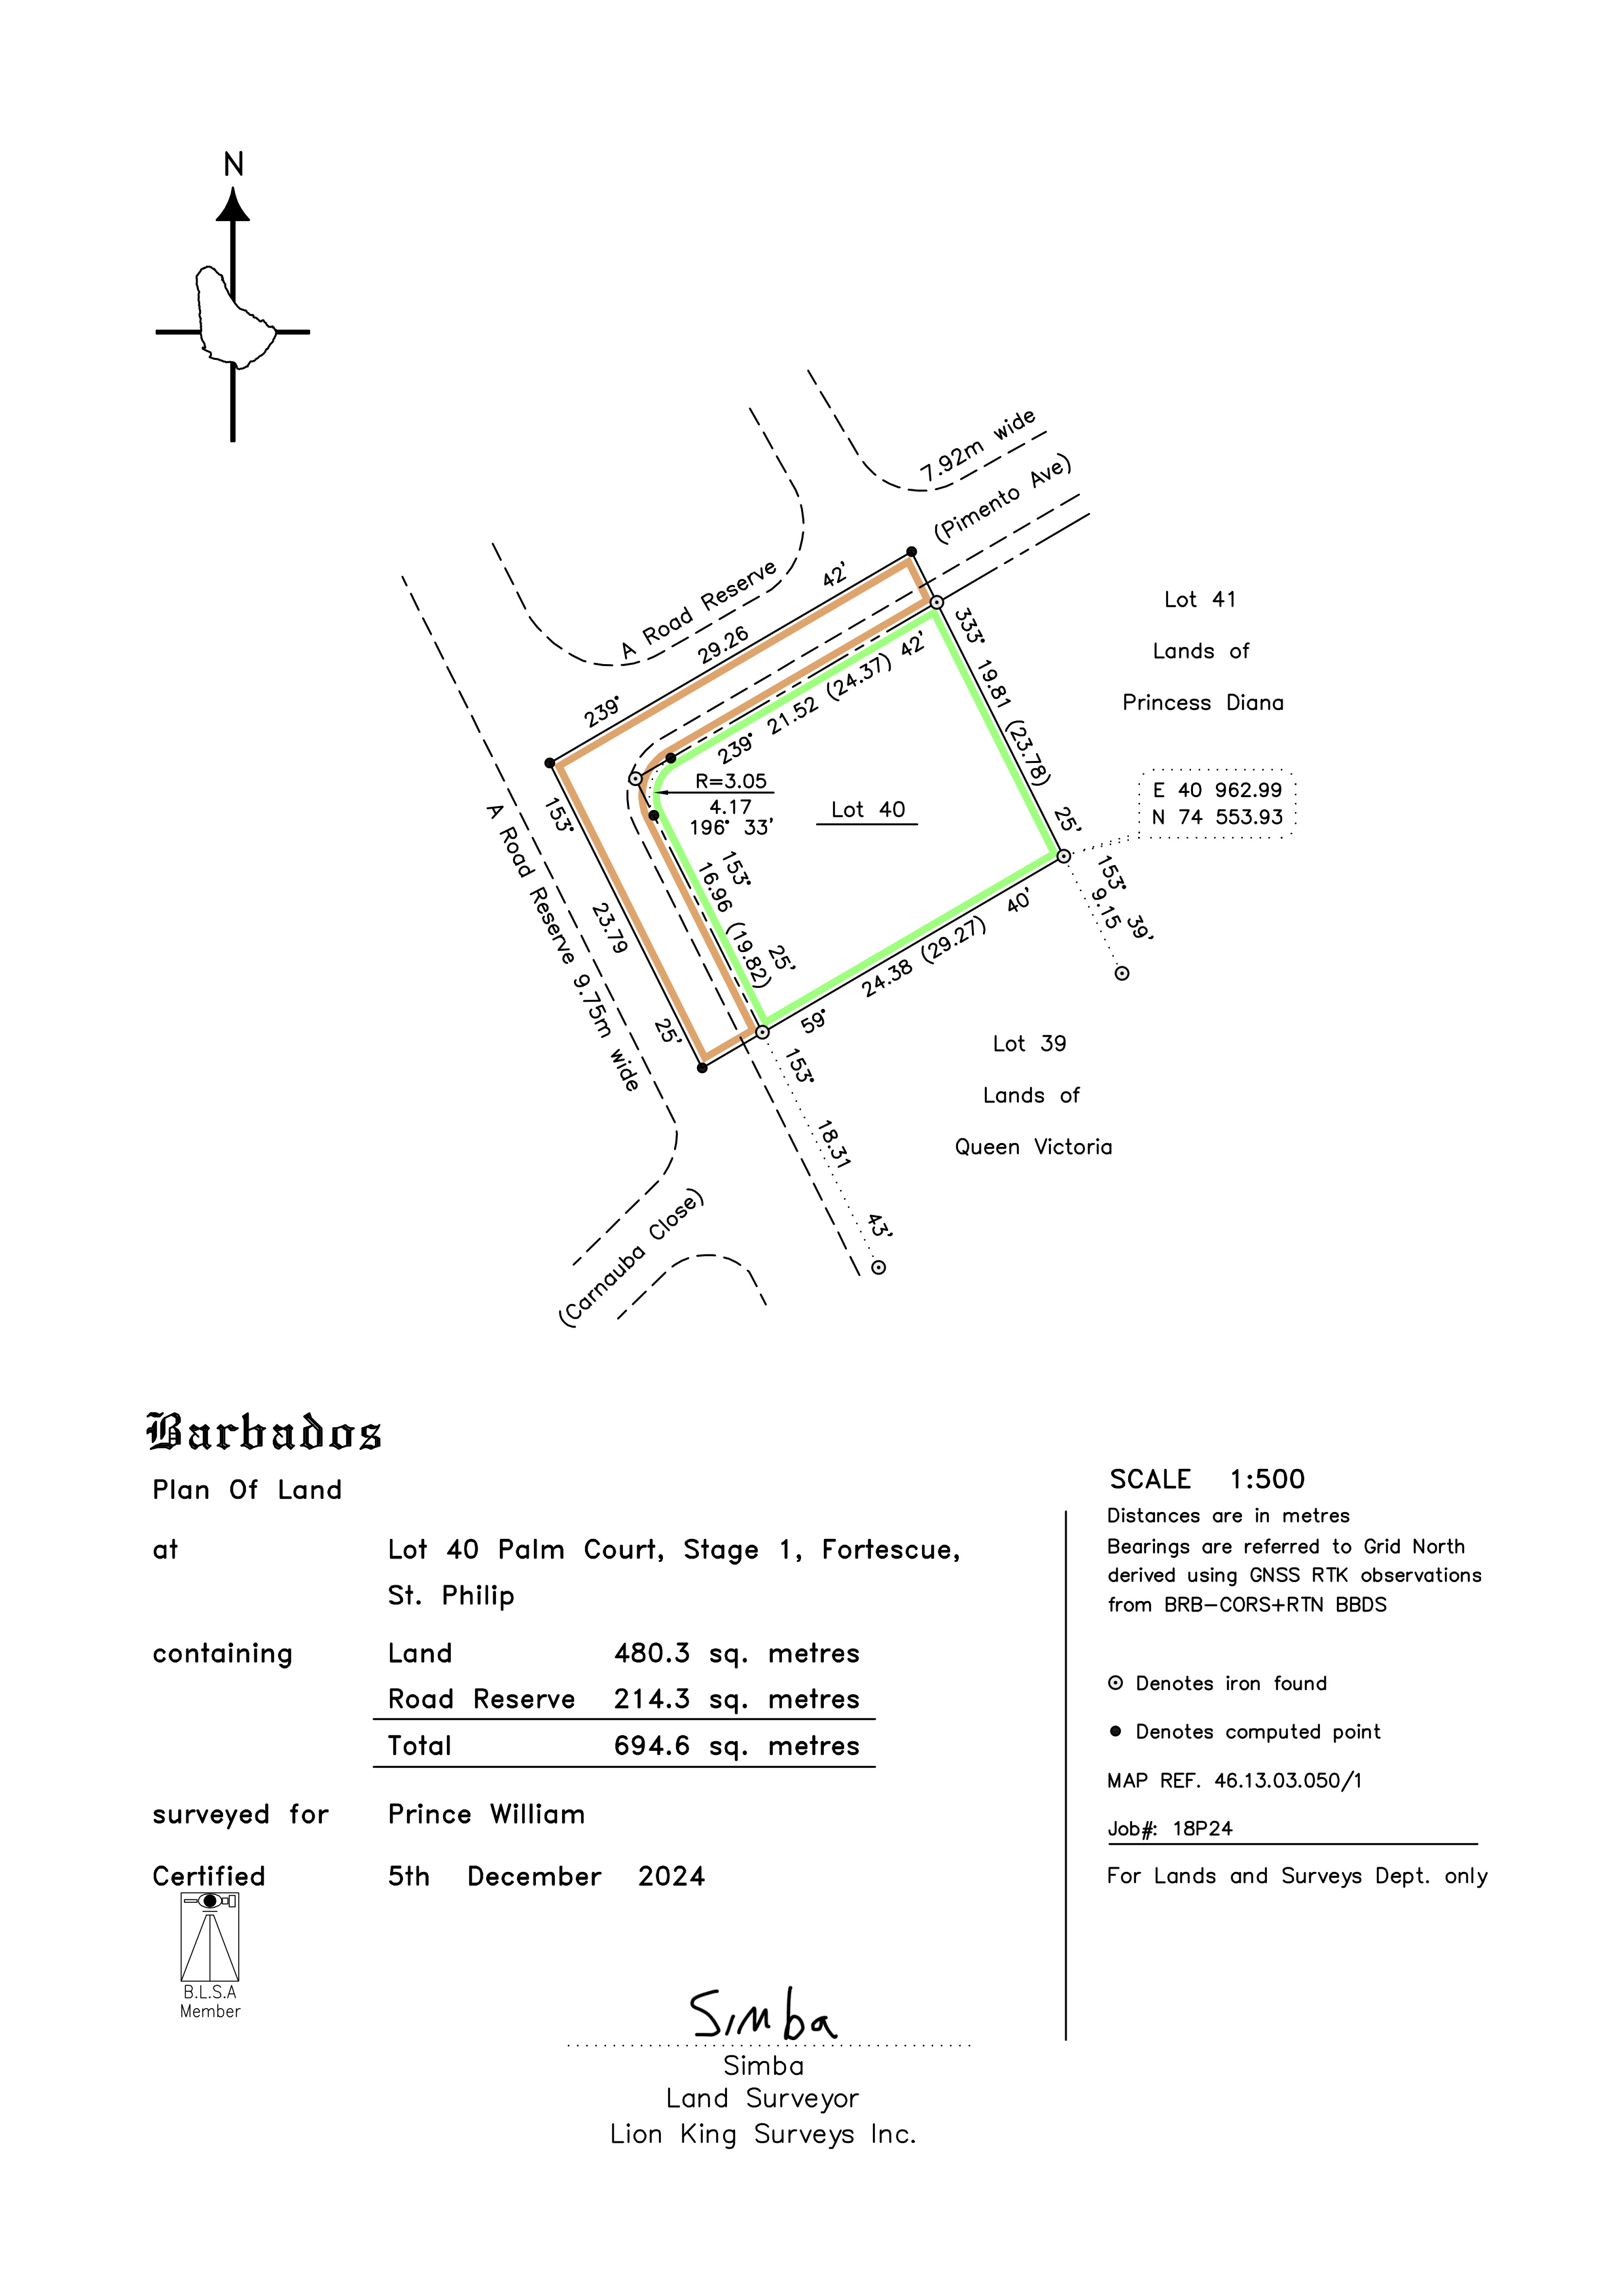 N
7.92m wide
(Pimento Ave)
A Road Reserve
42'
29.26
239°
Lot 41
Lands of
Princess Diana
333°
19.81 (23.78)
25'
239° 21.52 (24.37) 42'
R=3.05
4.17
196° 33'
Lot 40
E 40 962.99
N 74 553.93
153°
23.79
25'
A Road Reserve 9.75m wide
153°
16.96 (19.82)
25'
59°
24.38 (29.27)
40'
153°
9.15
39'
Lot 39
Lands of
Queen Victoria
153°
18.31
43'
(Carnauba Close)
Barbados
Plan Of Land
at Lot 40 Palm Court, Stage 1, Fortescue,
St. Philip
containing Land 480.3 sq. metres
Road Reserve 214.3 sq. metres
Total 694.6 sq. metres
surveyed for Prince William
Certified 5th December 2024
B.L.S.A
Member
Simba
Simba
Land Surveyor
Lion King Surveys Inc.
SCALE 1:500
Distances are in metres
Bearings are referred to Grid North
derived using GNSS RTK observations
from BRB-CORS+RTN BBDS
Denotes iron found
Denotes computed point
MAP REF. 46.13.03.050/1
Job#: 18P24
For Lands and Surveys Dept. only